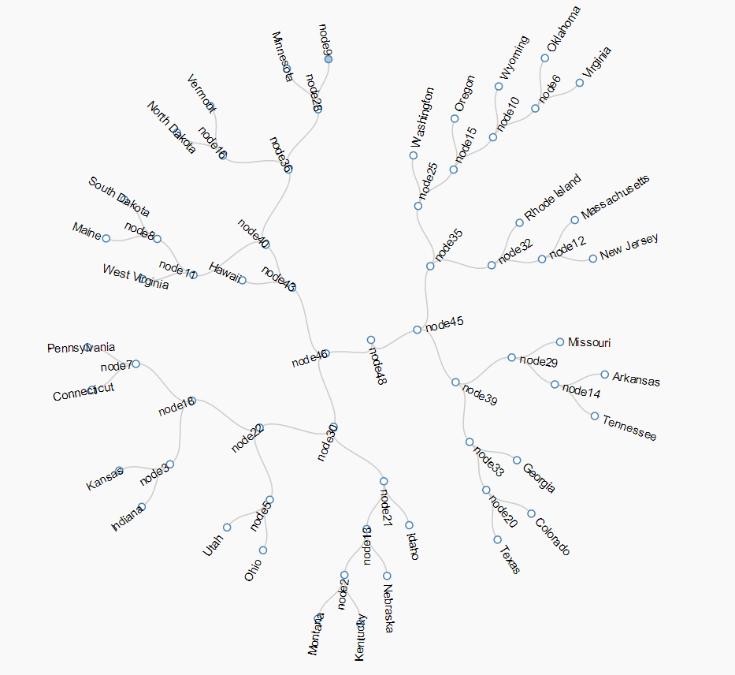 node9
Minnesota
node28
Vermont
North Dakota
node36
South Dakota
Maine
node8
West Virginia
node11
Hawaii
node40
node43
Washington
Oregon
Wyoming
Oklahoma
Virginia
node6
node10
node15
node25
node35
Rhode Island
Massachusetts
node32
node12
New Jersey
node46
node48
node45
Missouri
node29
node39
node14
Arkansas
Tennessee
Pennsylvania
node7
Connecticut
node22
node30
Kansas
node3
Indiana
node5
Utah
Ohio
node21
node13
Idaho
node2
Nebraska
Montana
Kentucky
node33
Georgia
node20
Colorado
Texas